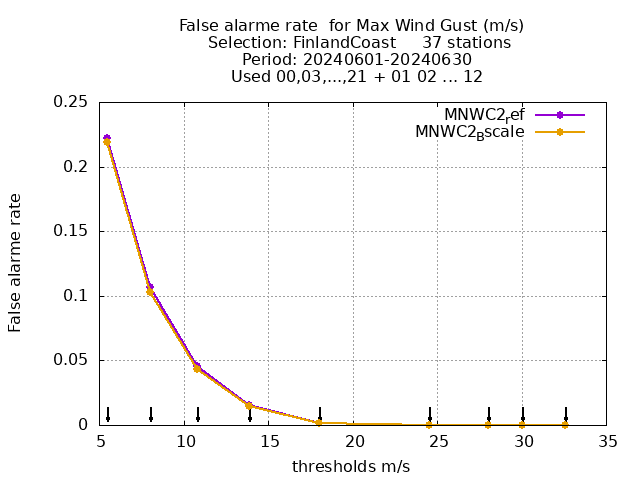 False alarme rate  for Max Wind Gust (m/s)
Selection: FinlandCoast     37 stations
Period: 20240601-20240630
Used 00,03,...,21 + 01 02 ... 12
MNWC2ref
MNWC2Bscale
0.25
0.2
0.15
0.1
0.05
0
False alarme rate
5 10 15 20 25 30 35
thresholds m/s